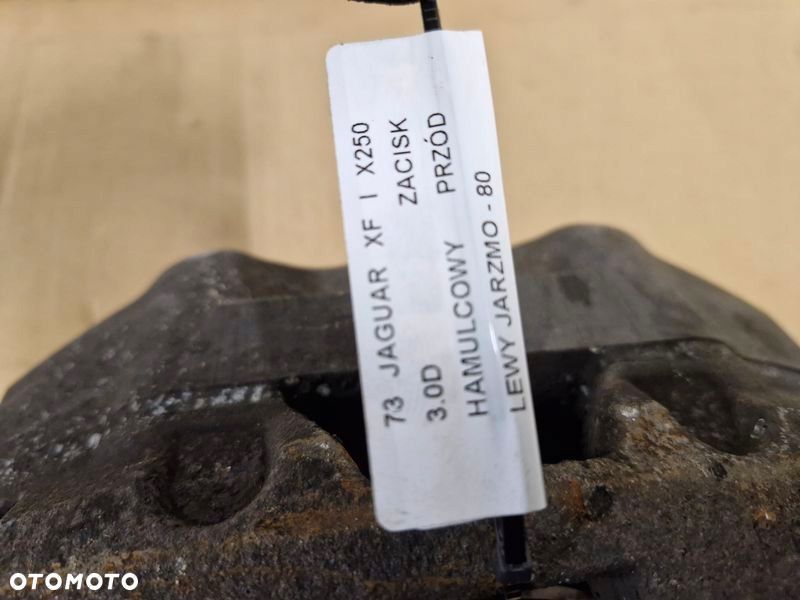 73 JAGUAR XF I X250
3.0D ZACISK
HAMULCOWY PRZÓD
LEWY JARZMO - 80
OTOMOTO